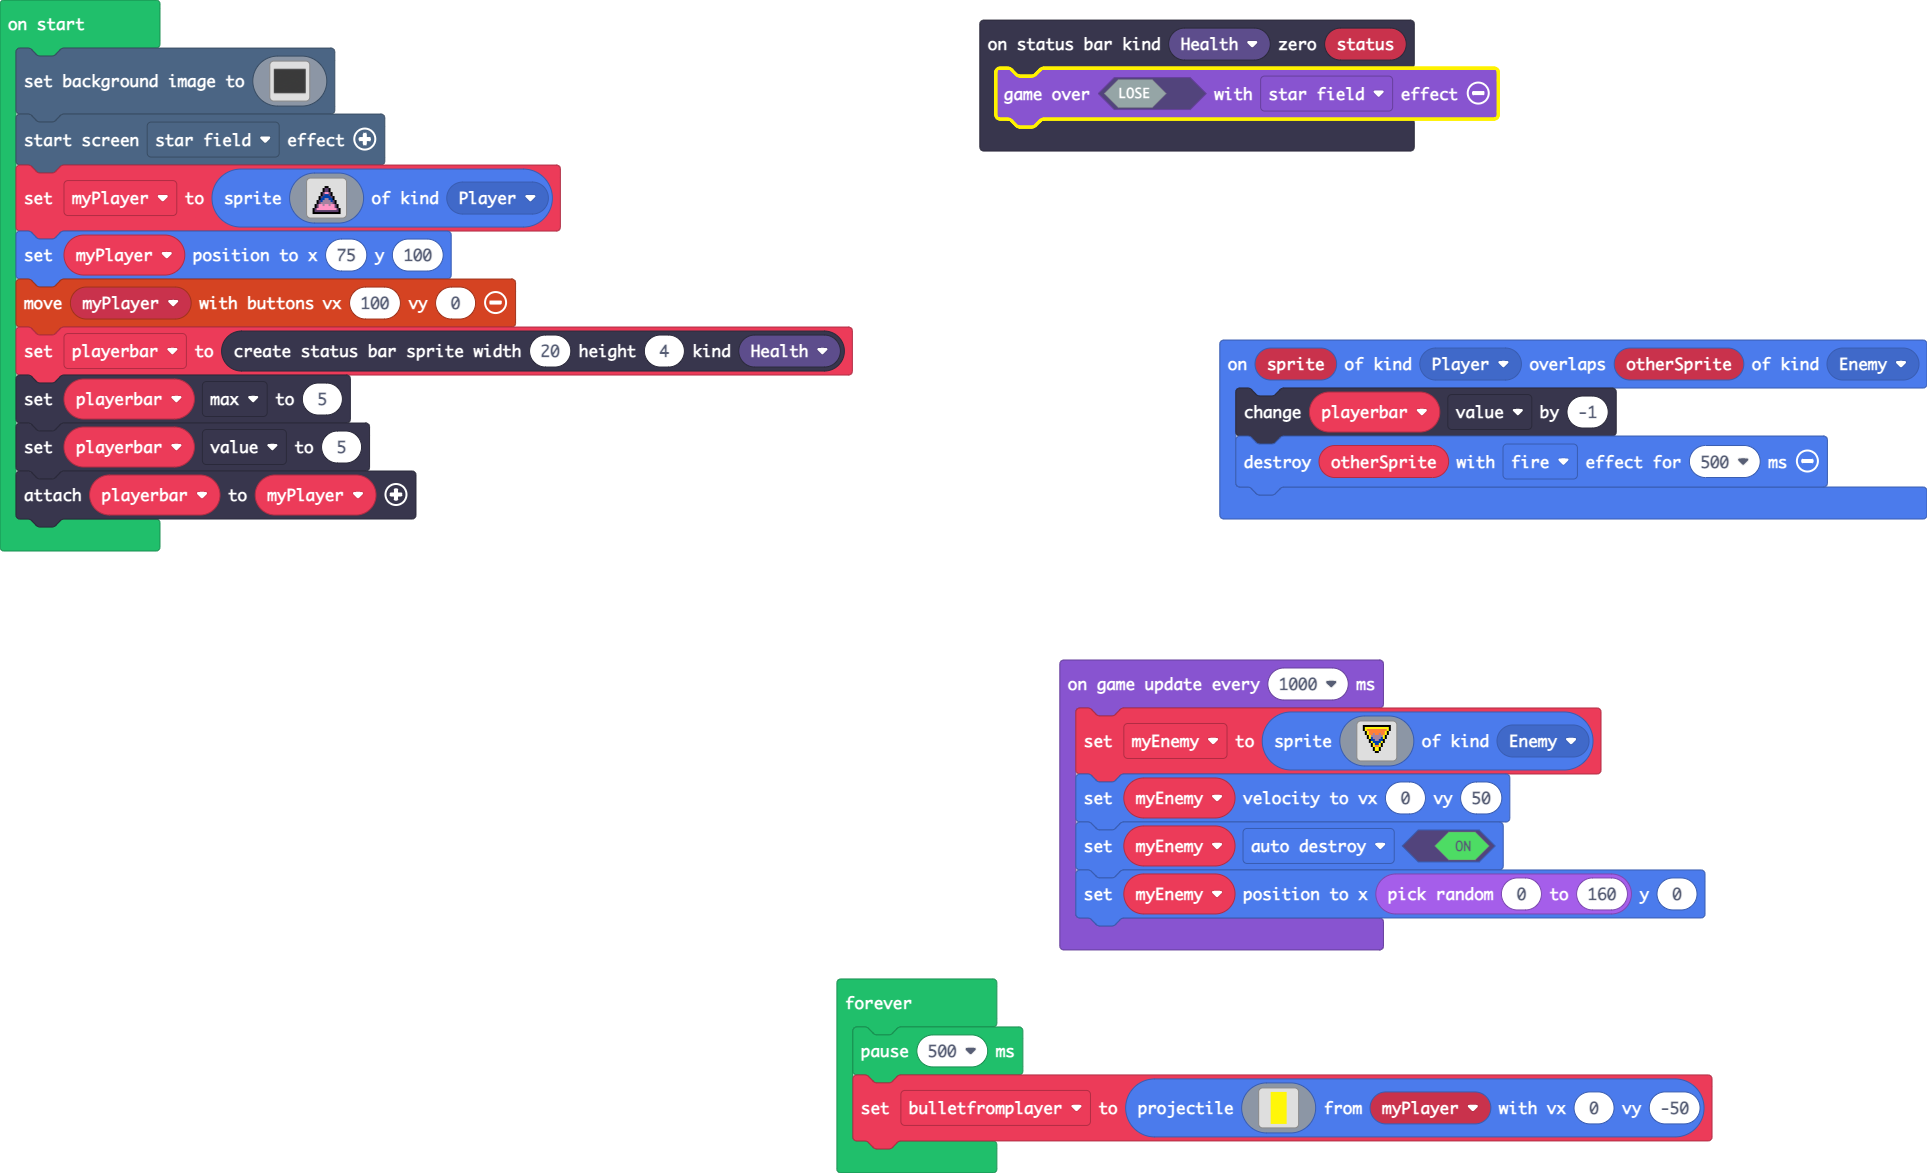 on start
set background image to
start screen star field effect
set myPlayer to sprite of kind Player
set myPlayer position to x 75 y 100
move myPlayer with buttons vx 100 vy 0
set playerbar to create status bar sprite width 20 height 4 kind Health
set playerbar max to 5
set playerbar value to 5
attach playerbar to myPlayer
on status bar kind Health zero status
game over LOSE with star field effect
on sprite of kind Player overlaps otherSprite of kind Enemy
change playerbar value by -1
destroy otherSprite with fire effect for 500 ms
on game update every 1000 ms
set myEnemy to sprite of kind Enemy
set myEnemy velocity to vx 0 vy 50
set myEnemy auto destroy ON
set myEnemy position to x pick random 0 to 160 y 0
forever
pause 500 ms
set bulletfromplayer to projectile from myPlayer with vx 0 vy -50